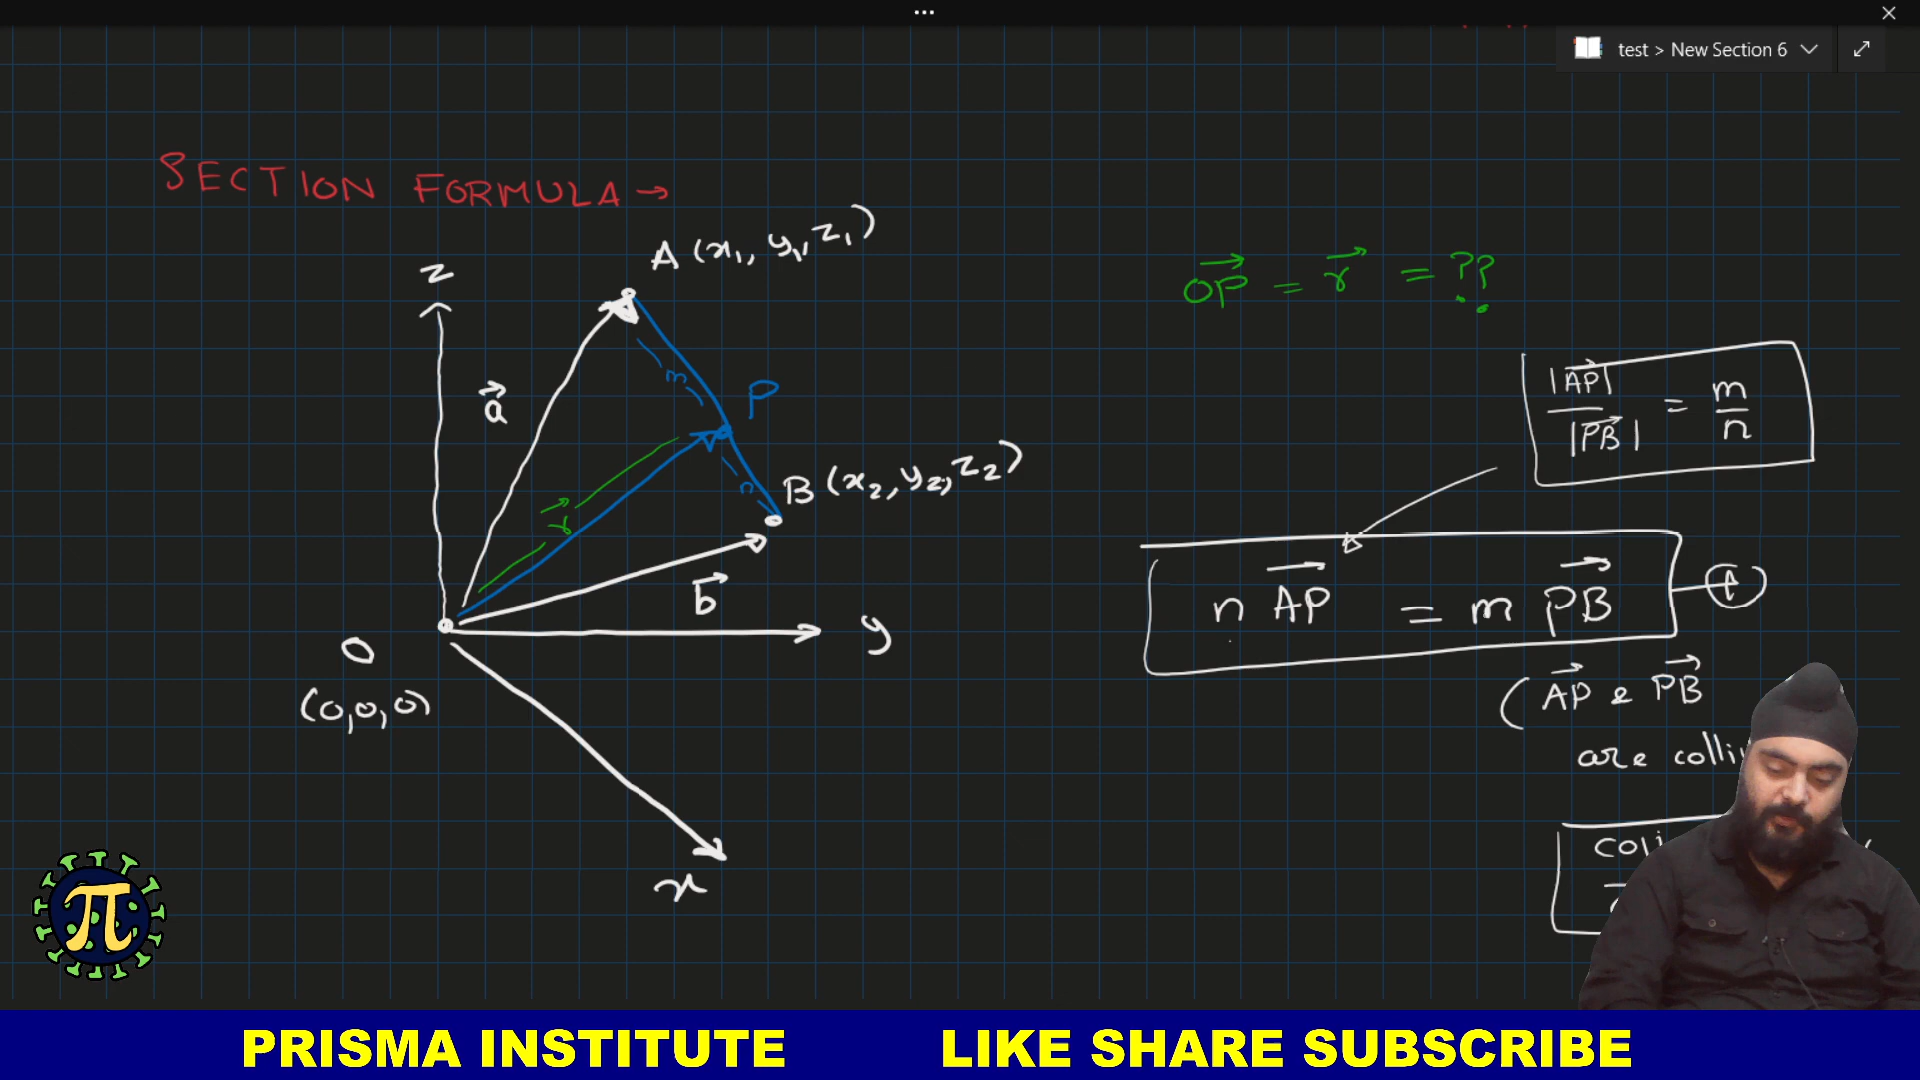 test > New Section 6
SECTION FORMULA →
A (x₁, y₁, z₁)
z
a⃗
m
P
n
B (x₂, y₂, z₂)
r⃗
b⃗
O
y
(0,0,0)
x
OP⃗ = r⃗ = ??
|AP⃗| / |PB⃗| = m/n
n AP⃗ = m PB⃗ — ①
( AP⃗ & PB⃗
are
π
PRISMA INSTITUTE LIKE SHARE SUBSCRIBE